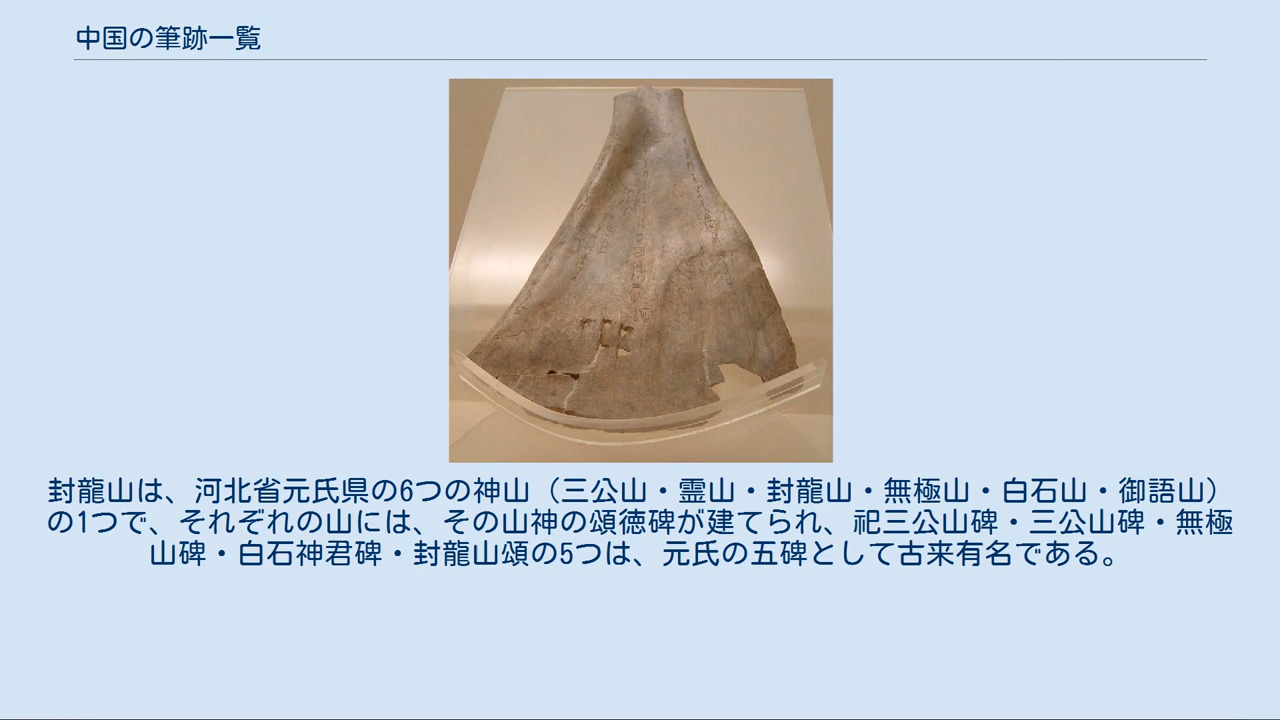 中国の筆跡一覧
封龍山は、河北省元氏県の6つの神山（三公山・霊山・封龍山・無極山・白石山・御語山）
の1つで、それぞれの山には、その山神の頌徳碑が建てられ、祀三公山碑・三公山碑・無極
山碑・白石神君碑・封龍山頌の5つは、元氏の五碑として古来有名である。